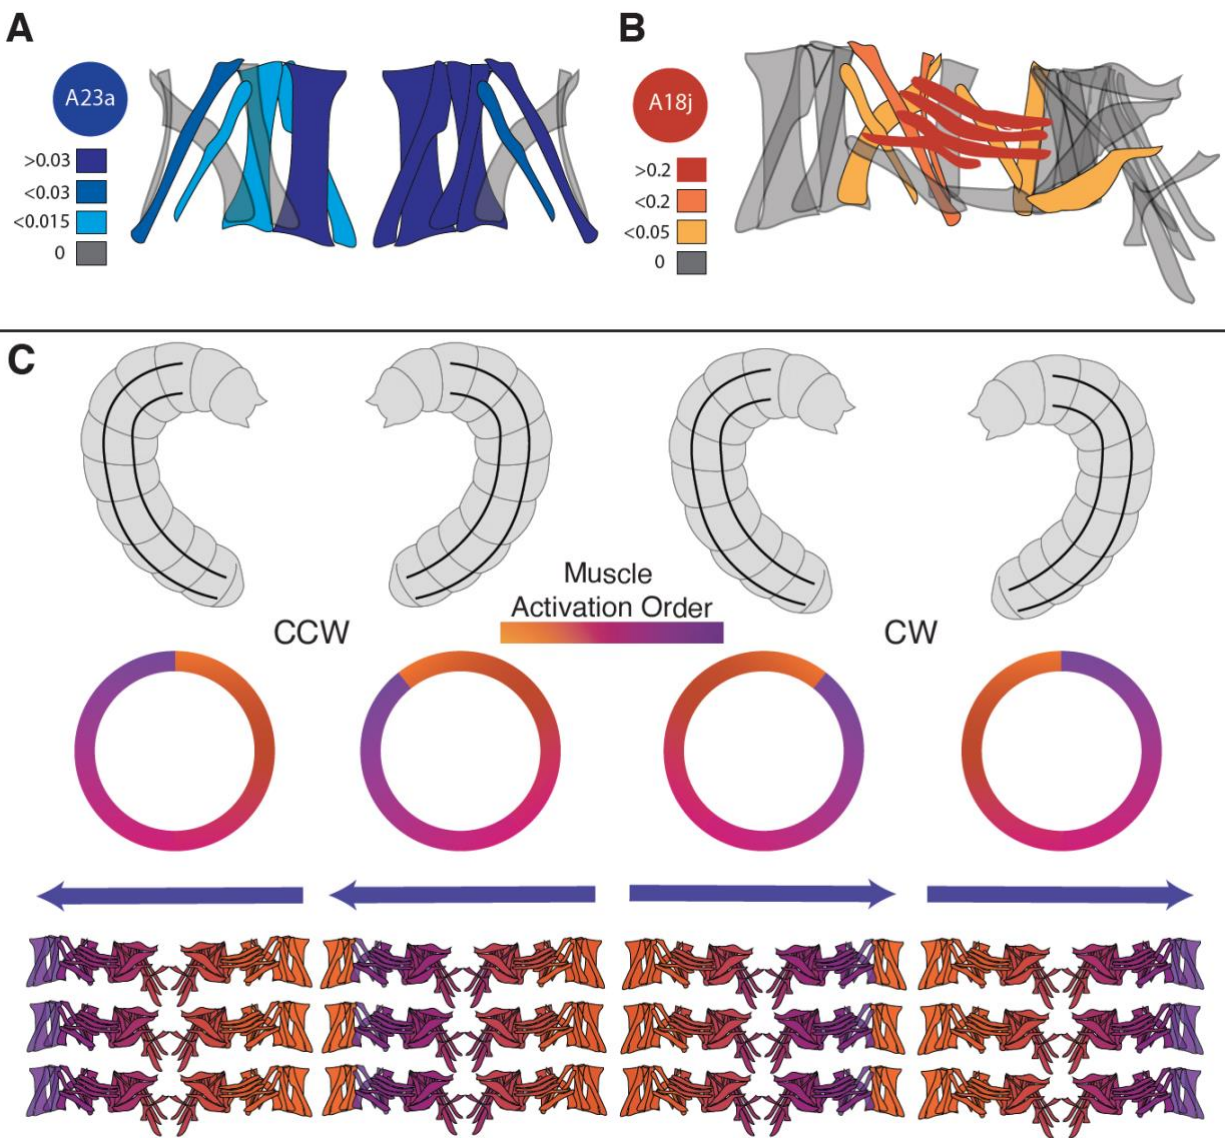 A
A23a
>0.03
<0.03
<0.015
0
B
A18j
>0.2
<0.2
<0.05
0
C
Muscle
Activation Order
CCW
CW